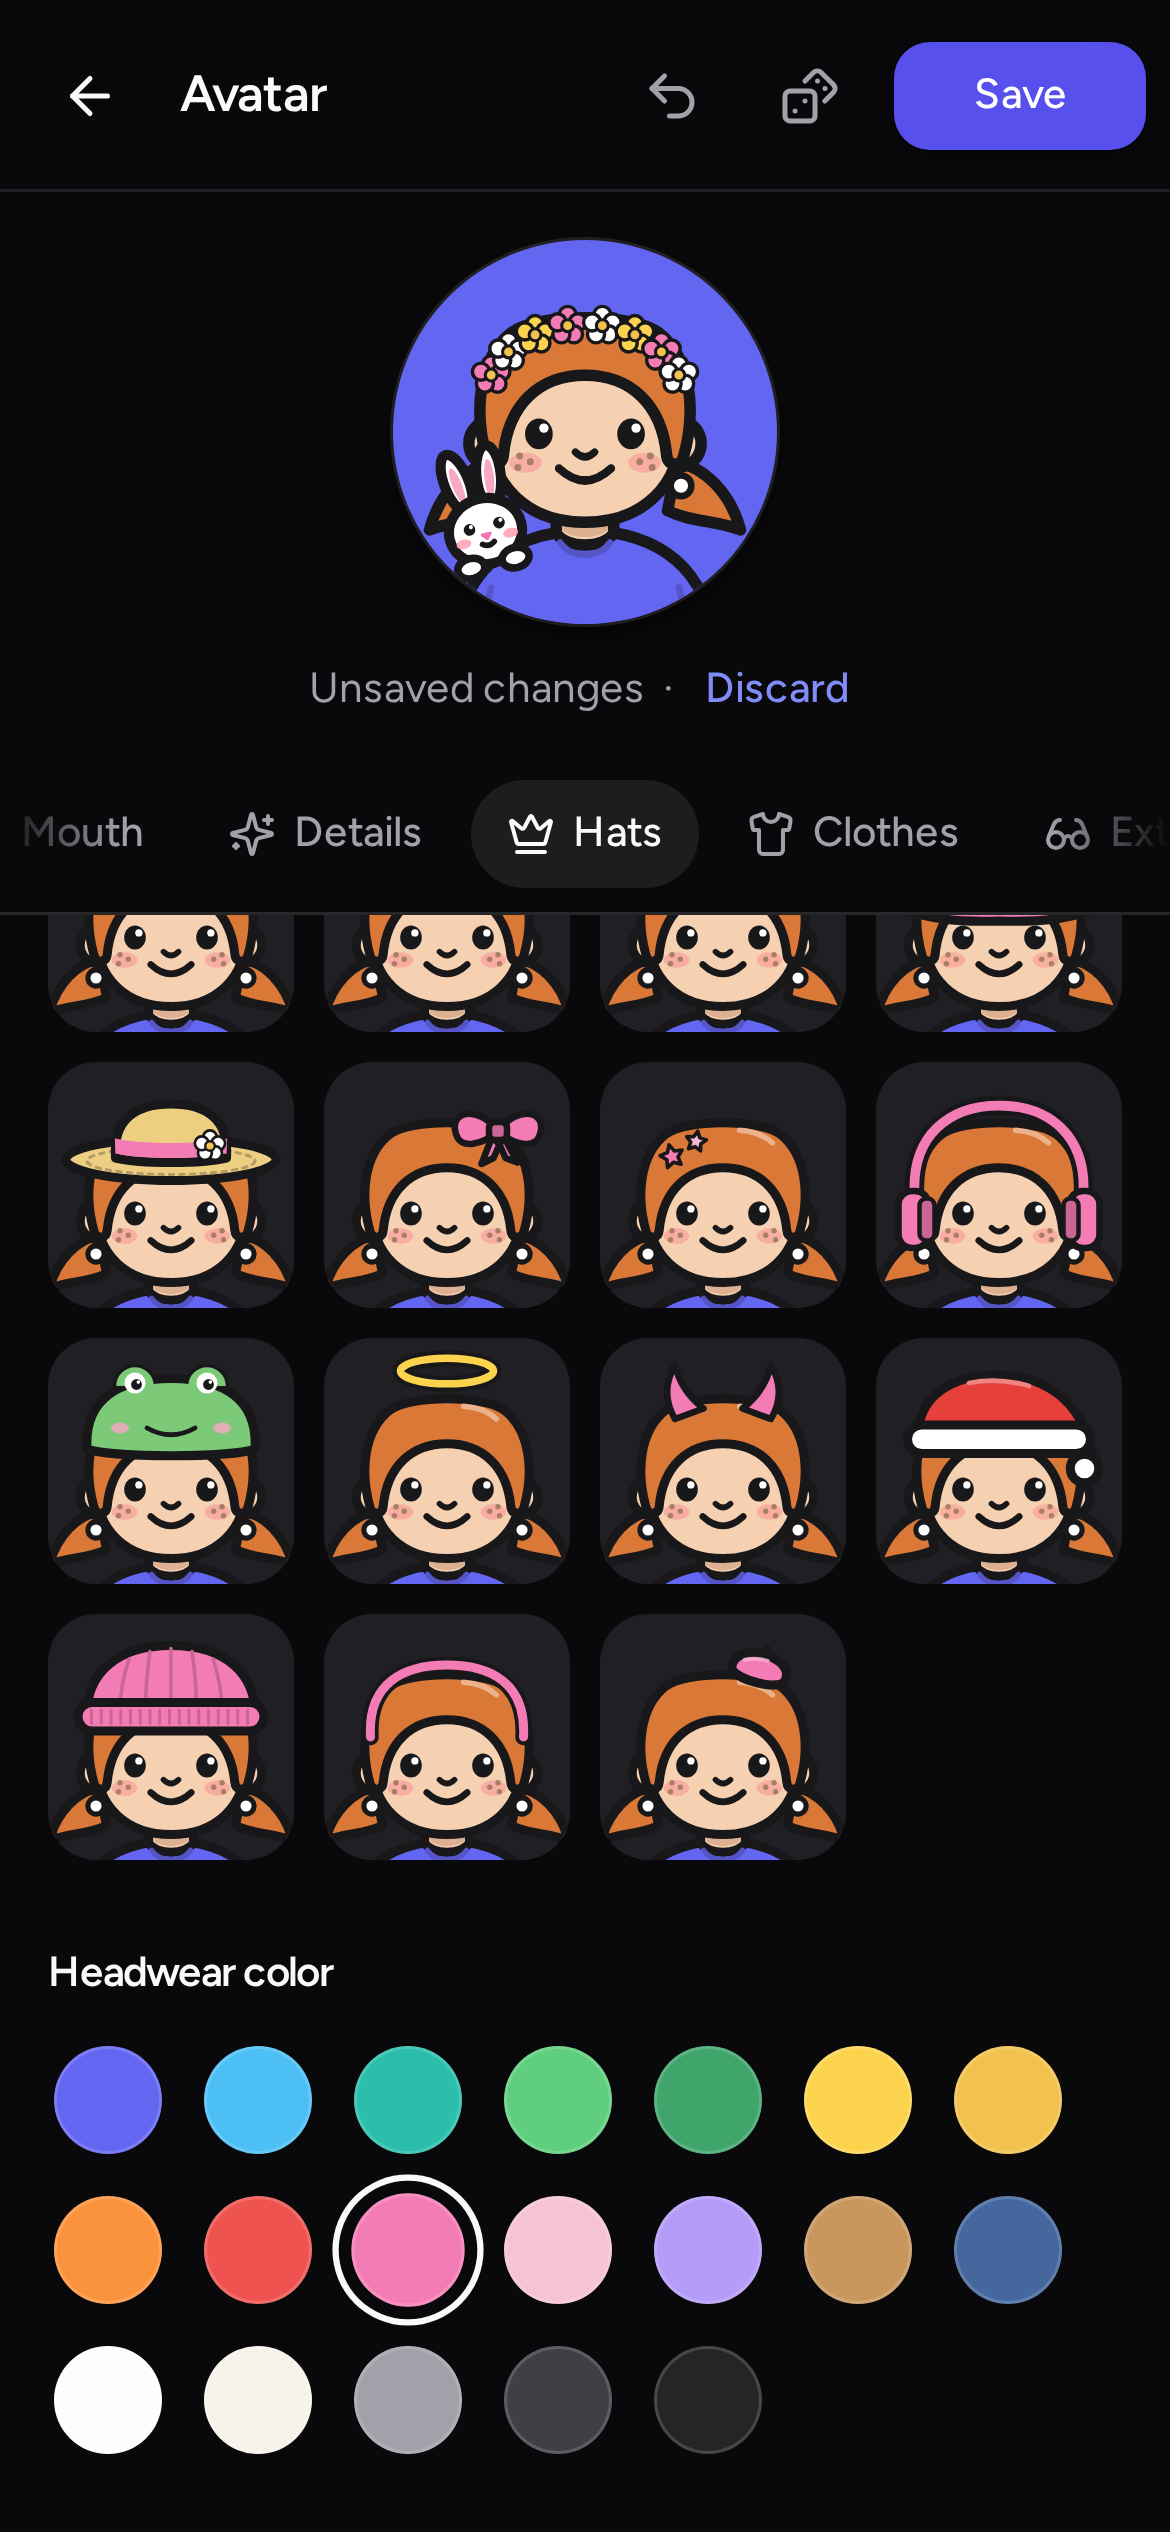 Avatar
Save
Unsaved changes · Discard
Mouth
Details
Hats
Clothes
Headwear color